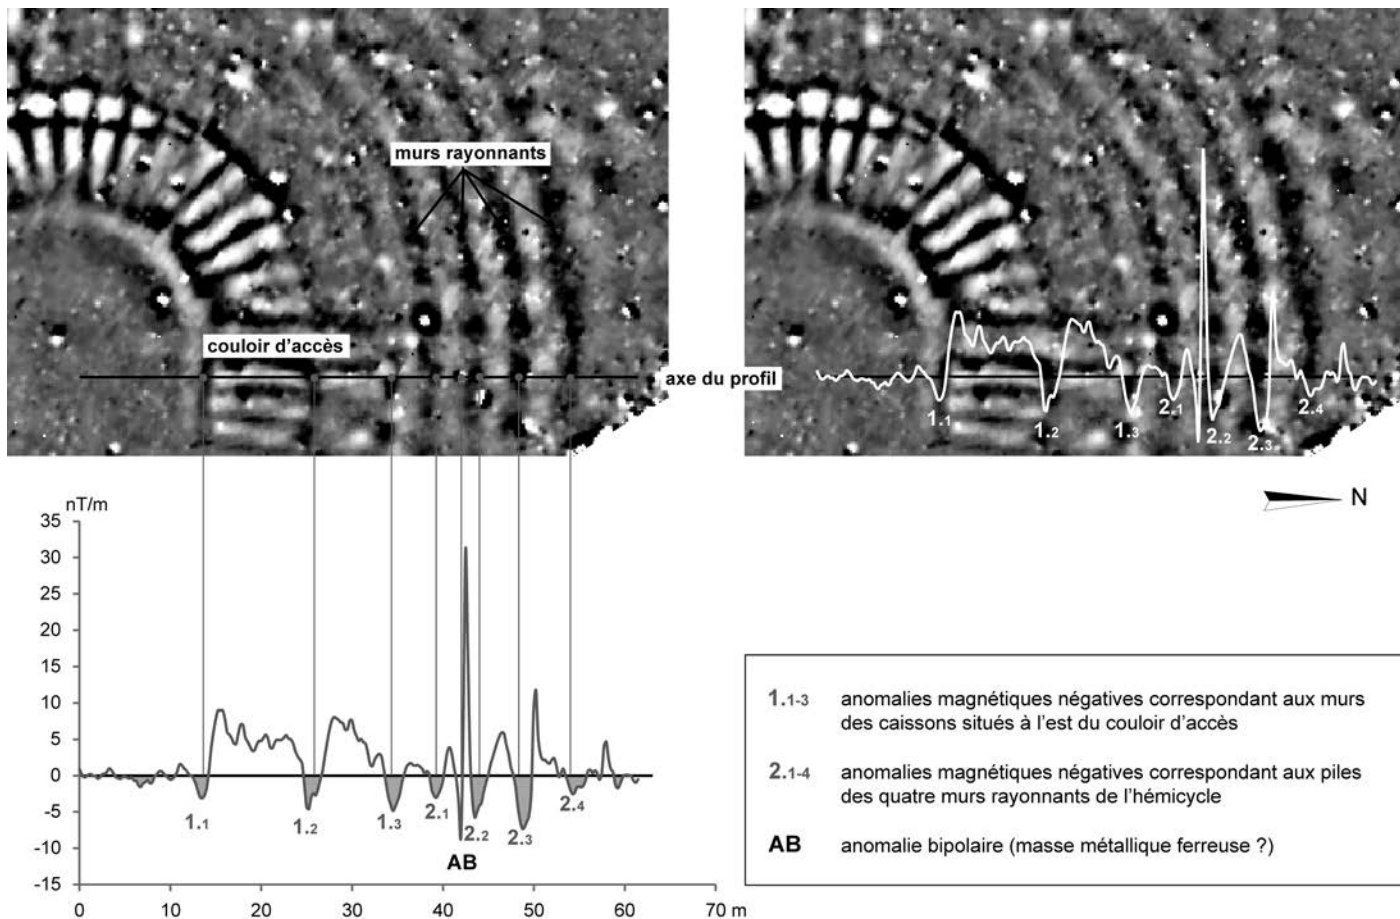 murs rayonnants
couloir d'accès
axe du profil
1.1
1.2
1.3
2.1
2.2
2.3
2.4
N
nT/m
35
30
25
20
15
10
5
0
-5
-10
-15
1.1
1.2
1.3
2.1
AB
2.2
2.3
2.4
0
10
20
30
40
50
60
70 m
1.1-3 anomalies magnétiques négatives correspondant aux murs
des caissons situés à l'est du couloir d'accès
2.1-4 anomalies magnétiques négatives correspondant aux piles
des quatre murs rayonnants de l'hémicycle
AB anomalie bipolaire (masse métallique ferreuse ?)